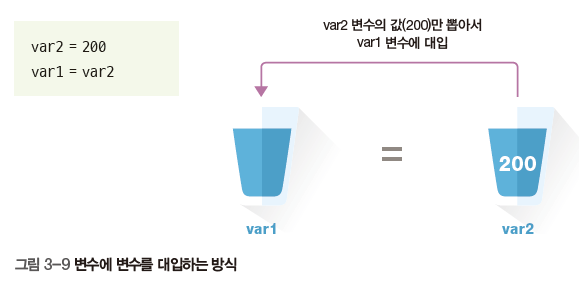 var2 = 200
var1 = var2
var2 변수의 값(200)만 뽑아서
var1 변수에 대입
=
200
var1
var2
그림 3-9 변수에 변수를 대입하는 방식